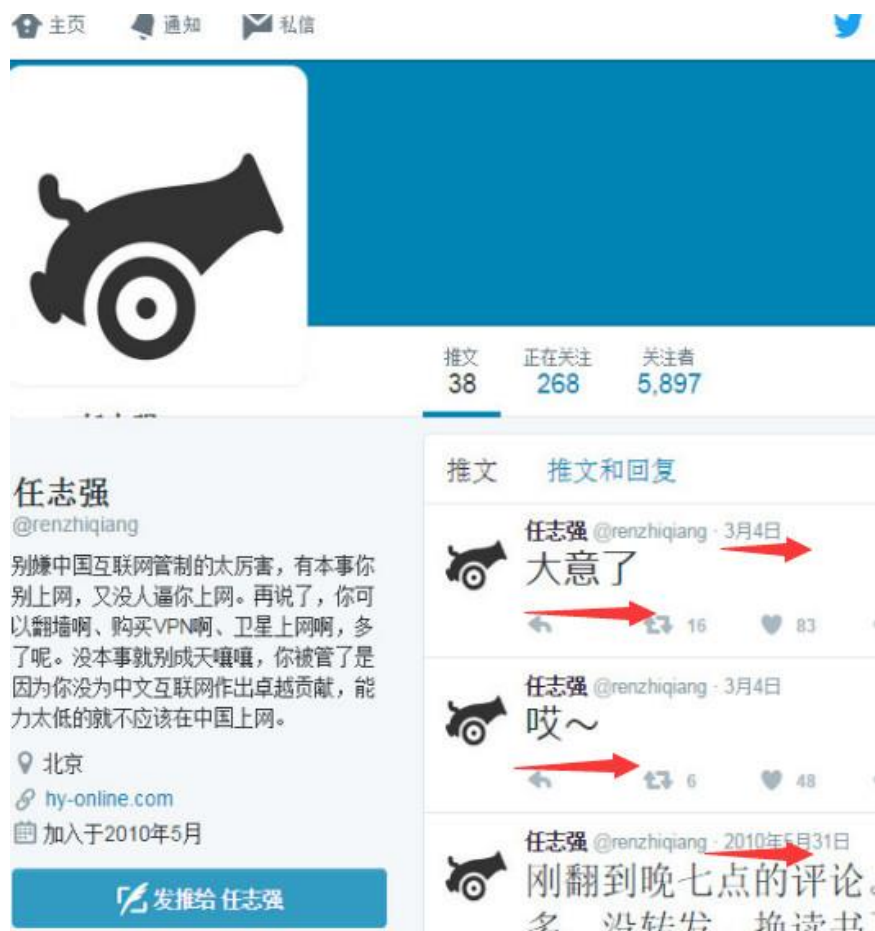 主页 通知 私信
推文 正在关注 关注者
38 268 5,897
任志强
@renzhiqiang
别嫌中国互联网管制的太厉害，有本事你
别上网，又没人逼你上网。再说了，你可
以翻墙啊、购买VPN啊、卫星上网啊，多
了呢。没本事就别成天嚷嚷，你被管了是
因为你没为中文互联网作出卓越贡献，能
力太低的就不应该在中国上网。
北京
hy-online.com
加入于2010年5月
发推给 任志强
推文 推文和回复
任志强 @renzhiqiang · 3月4日
大意了
16 83
任志强 @renzhiqiang · 3月4日
哎～
6 48
任志强 @renzhiqiang · 2010年5月31日
刚翻到晚七点的评论。
多，没转发，换读书